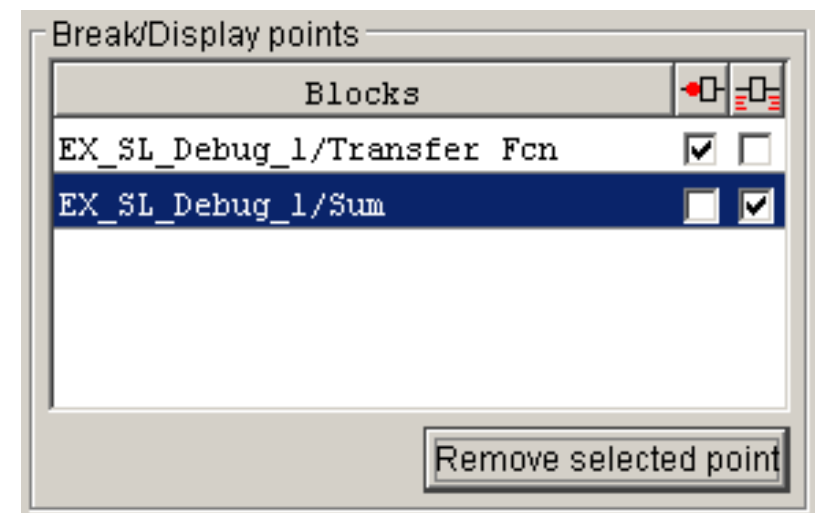 Break/Display points
Blocks
EX_SL_Debug_1/Transfer Fcn
EX_SL_Debug_1/Sum
Remove selected point